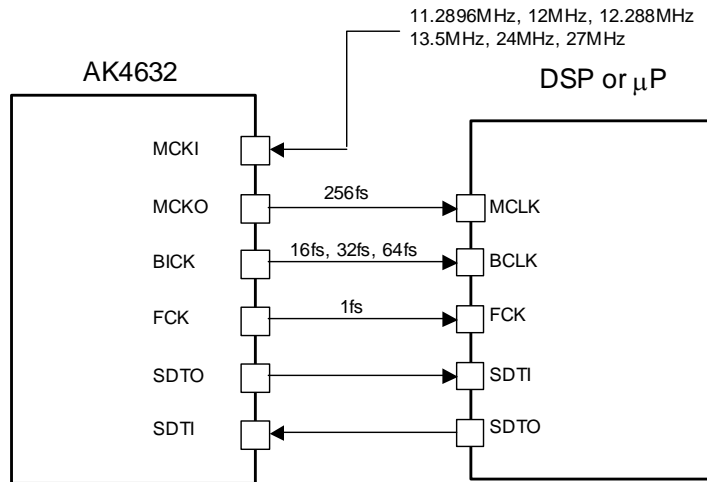 11.2896MHz, 12MHz, 12.288MHz
13.5MHz, 24MHz, 27MHz
AK4632
DSP or μP
MCKI
MCKO
256fs
MCLK
BICK
16fs, 32fs, 64fs
BCLK
FCK
1fs
FCK
SDTO
SDTI
SDTI
SDTO